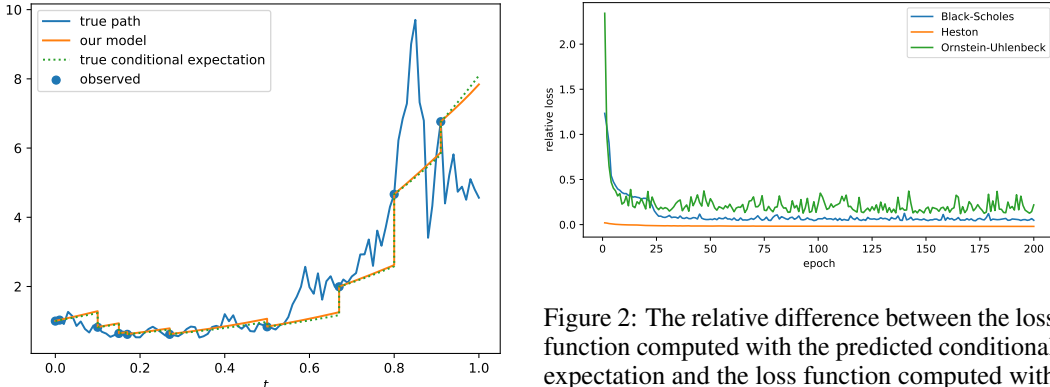 10
8
6
4
2
0.0 0.2 0.4 0.6 0.8 1.0
t
true path
our model
true conditional expectation
observed
2.0
1.5
1.0
0.5
0.0
relative loss
0 25 50 75 100 125 150 175 200
epoch
Black-Scholes
Heston
Ornstein-Uhlenbeck
Figure 2: The relative difference between the loss
function computed with the predicted conditional
expectation and the loss function computed with